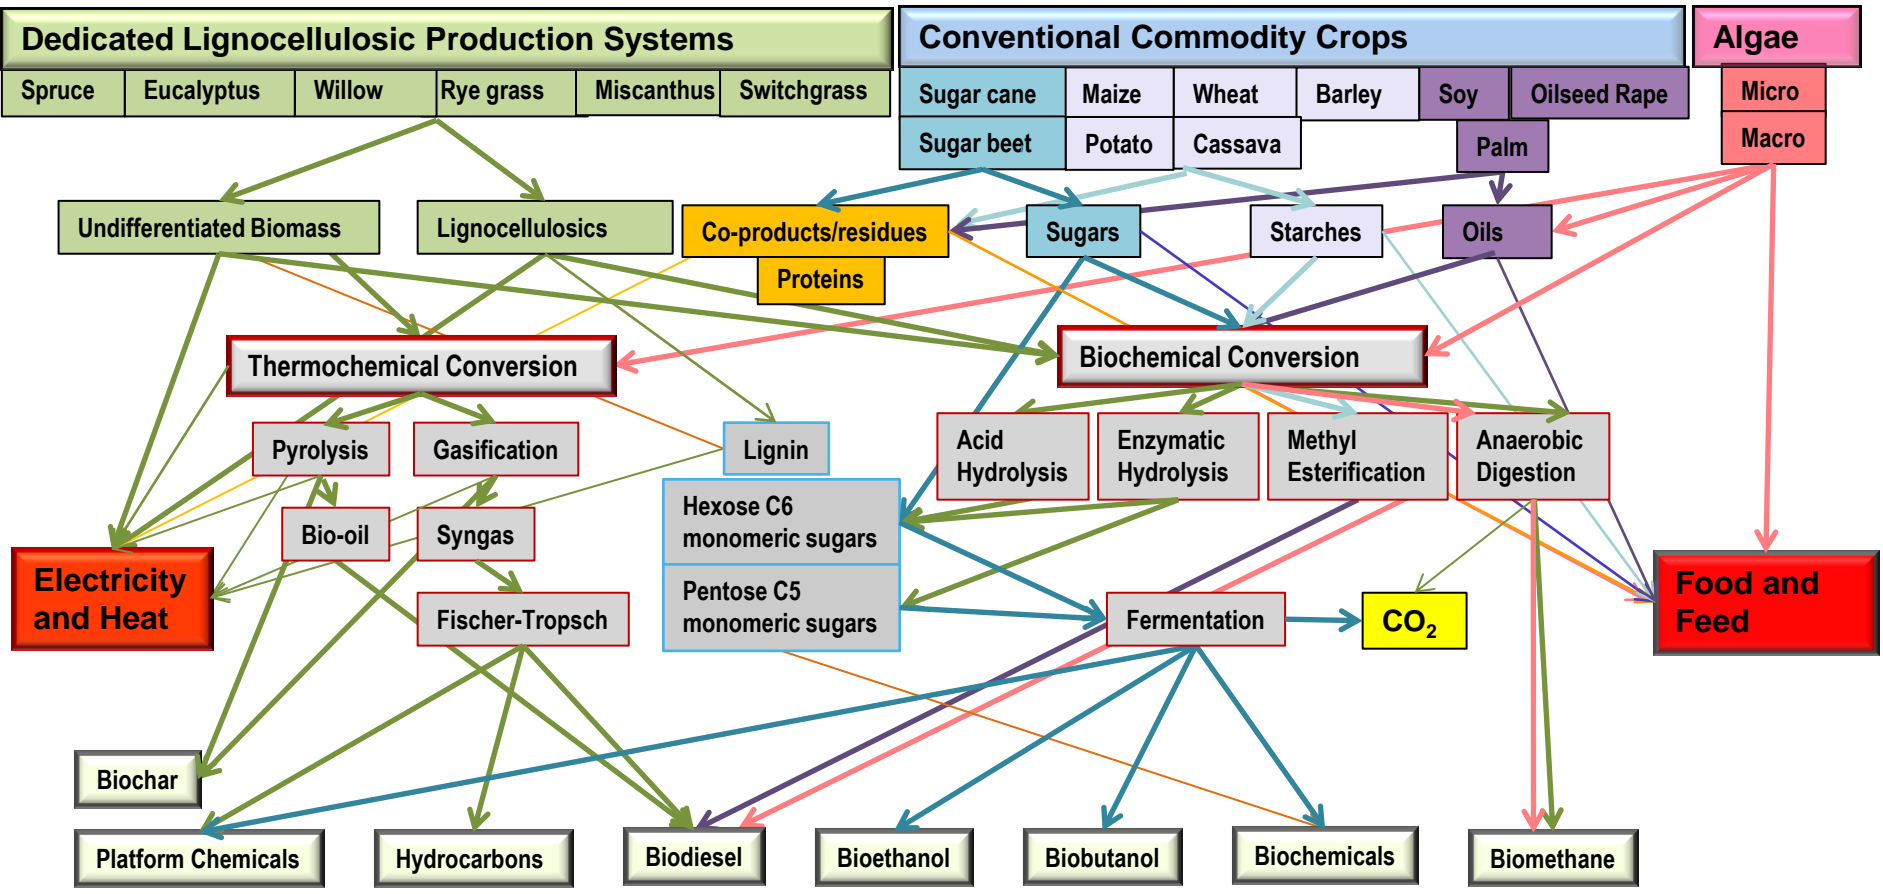 Dedicated Lignocellulosic Production Systems
Conventional Commodity Crops
Algae
Spruce
Eucalyptus
Willow
Rye grass
Miscanthus
Switchgrass
Sugar cane
Maize
Wheat
Barley
Soy
Oilseed Rape
Micro
Sugar beet
Potato
Cassava
Palm
Macro
Undifferentiated Biomass
Lignocellulosics
Co-products/residues
Sugars
Starches
Oils
Proteins
Thermochemical Conversion
Biochemical Conversion
Pyrolysis
Gasification
Lignin
Acid
Hydrolysis
Enzymatic
Hydrolysis
Methyl
Esterification
Anaerobic
Digestion
Bio-oil
Syngas
Hexose C6
monomeric sugars
Electricity
and Heat
Fischer-Tropsch
Pentose C5
monomeric sugars
Fermentation
CO2
Food and
Feed
Biochar
Platform Chemicals
Hydrocarbons
Biodiesel
Bioethanol
Biobutanol
Biochemicals
Biomethane